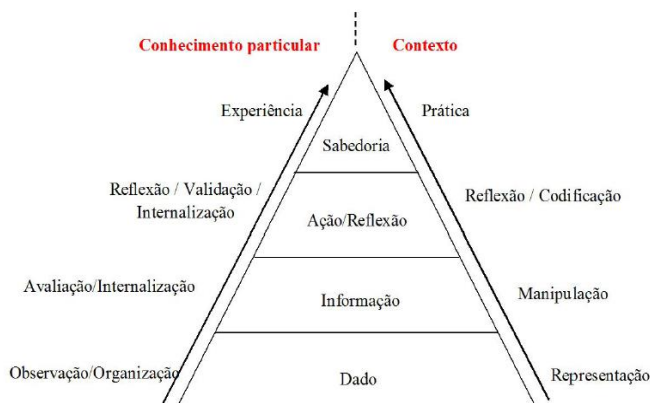 Conhecimento particular
Contexto
Experiência
Prática
Sabedoria
Reflexão / Validação /
Internalização
Ação/Reflexão
Reflexão / Codificação
Avaliação/Internalização
Informação
Manipulação
Observação/Organização
Dado
Representação